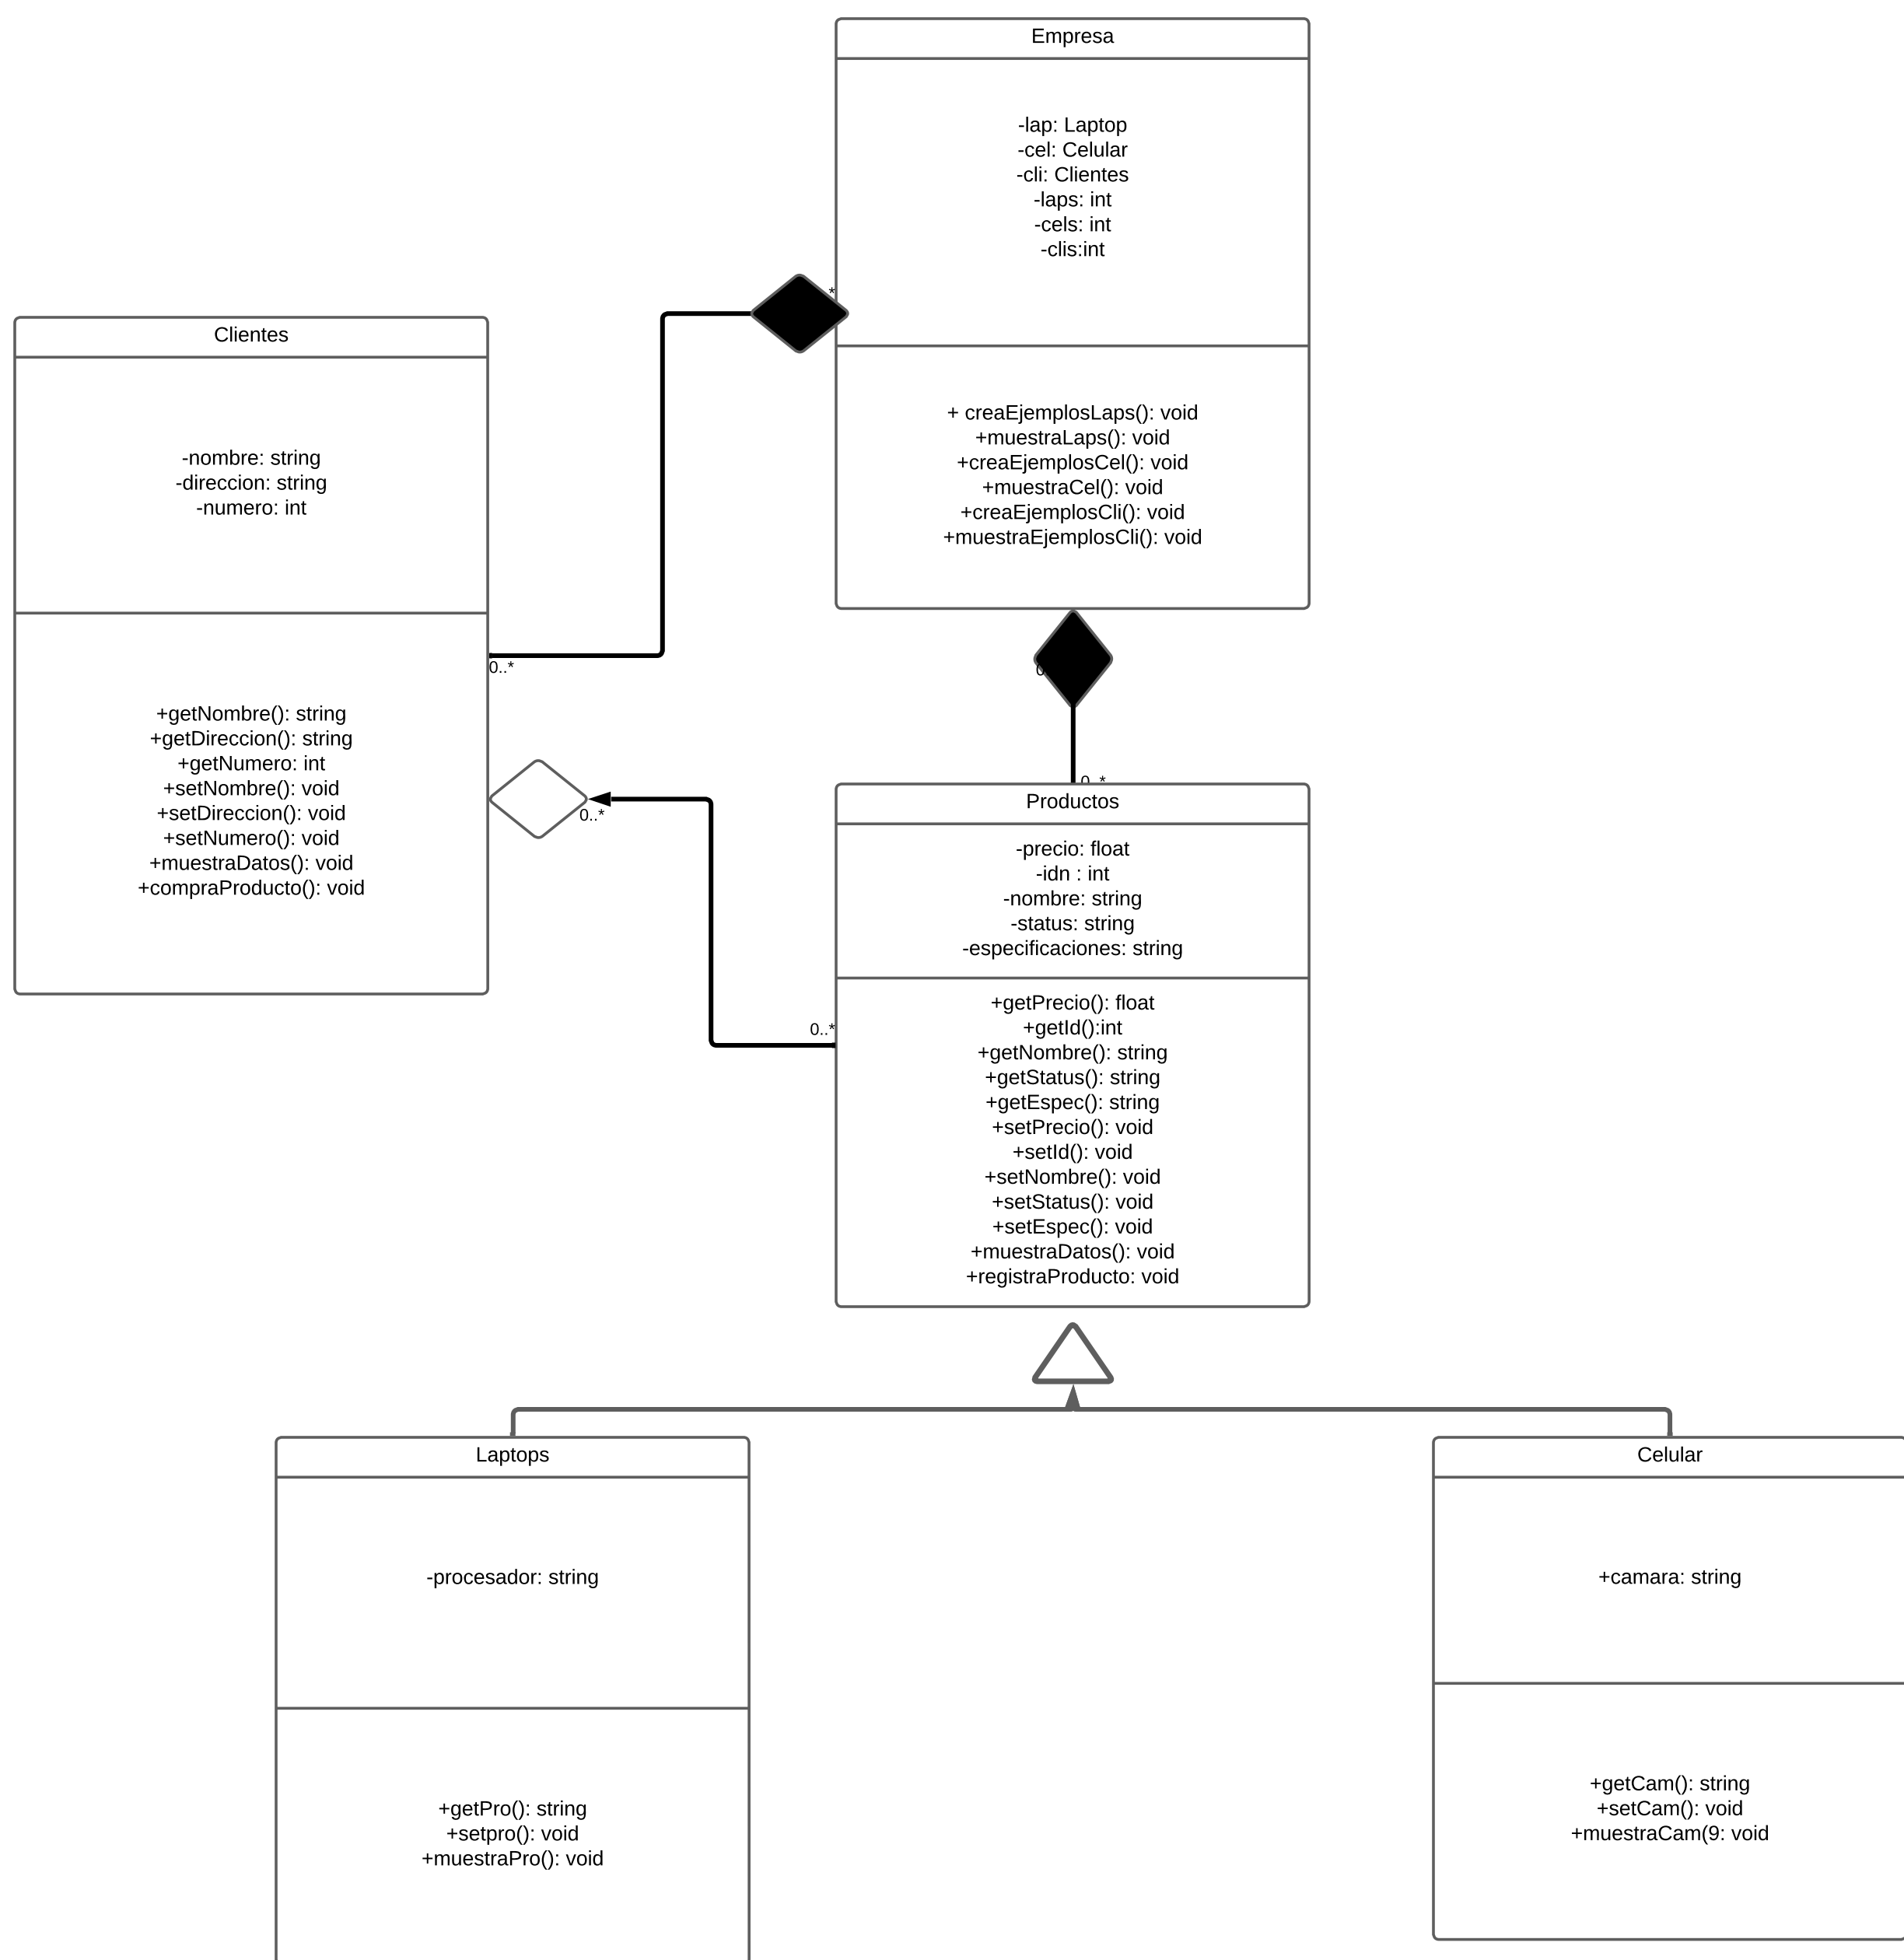 Empresa
-lap: Laptop
-cel: Celular
-cli: Clientes
-laps: int
-cels: int
-clis:int
*
+ creaEjemplosLaps(): void
+muestraLaps(): void
+creaEjemplosCel(): void
+muestraCel(): void
+creaEjemplosCli(): void
+muestraEjemplosCli(): void
Clientes
-nombre: string
-direccion: string
-numero: int
+getNombre(): string
+getDireccion(): string
+getNumero: int
+setNombre(): void
+setDireccion(): void
+setNumero(): void
+muestraDatos(): void
+compraProducto(): void
0..*
0..*
0..*
0..*
Productos
-precio: float
-idn : int
-nombre: string
-status: string
-especificaciones: string
+getPrecio(): float
+getId():int
+getNombre(): string
+getStatus(): string
+getEspec(): string
+setPrecio(): void
+setId(): void
+setNombre(): void
+setStatus(): void
+setEspec(): void
+muestraDatos(): void
+registraProducto: void
Laptops
-procesador: string
+getPro(): string
+setpro(): void
+muestraPro(): void
Celular
+camara: string
+getCam(): string
+setCam(): void
+muestraCam(9: void